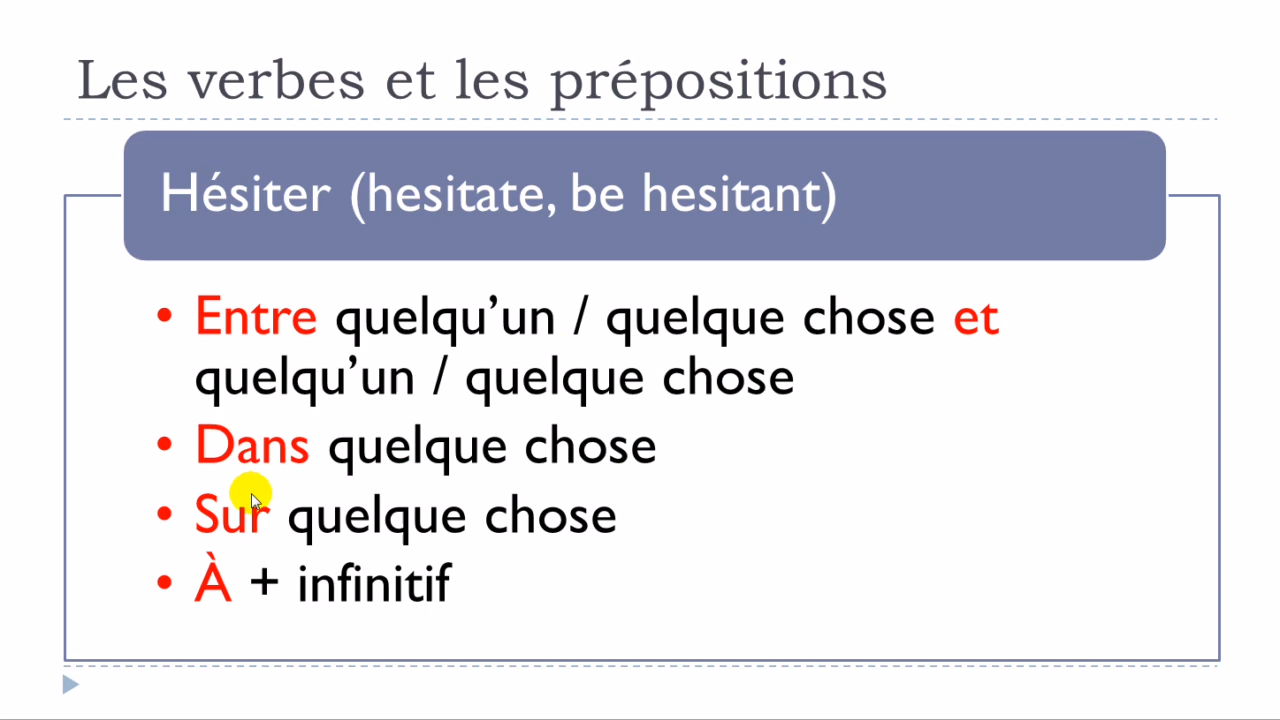 Les verbes et les prépositions
Hésiter (hesitate, be hesitant)
• Entre quelqu’un / quelque chose et
quelqu’un / quelque chose
• Dans quelque chose
• Sur quelque chose
• À + infinitif